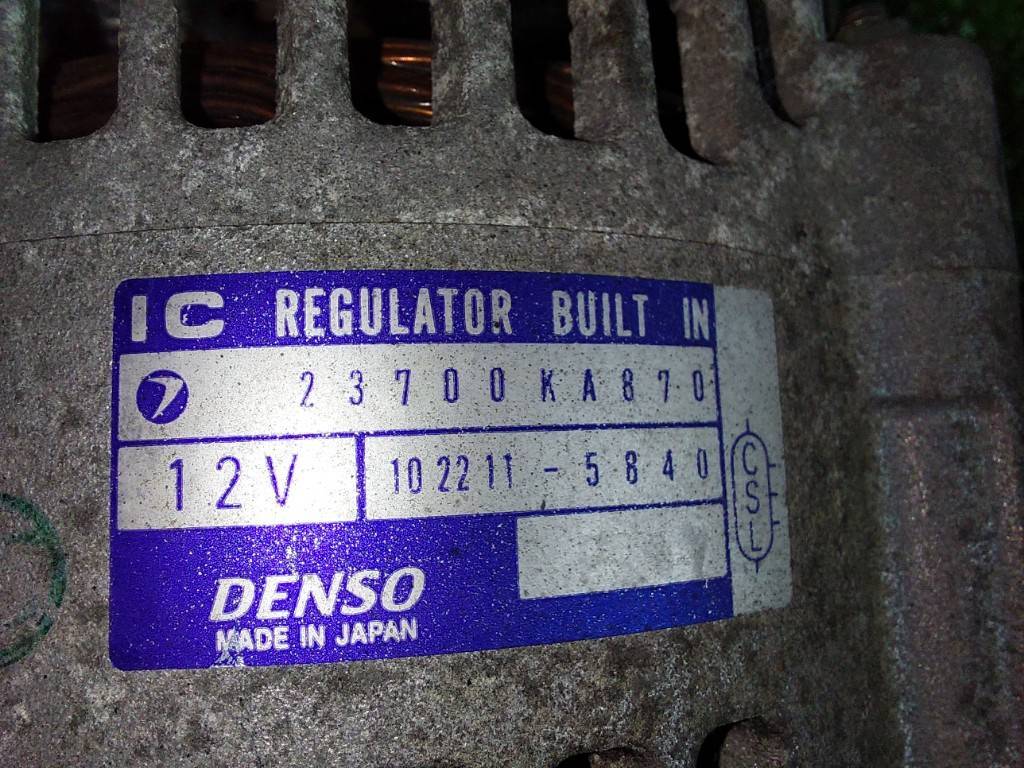 IC REGULATOR BUILT IN
23700KA870
12V
102211-5840
CSL
DENSO
MADE IN JAPAN